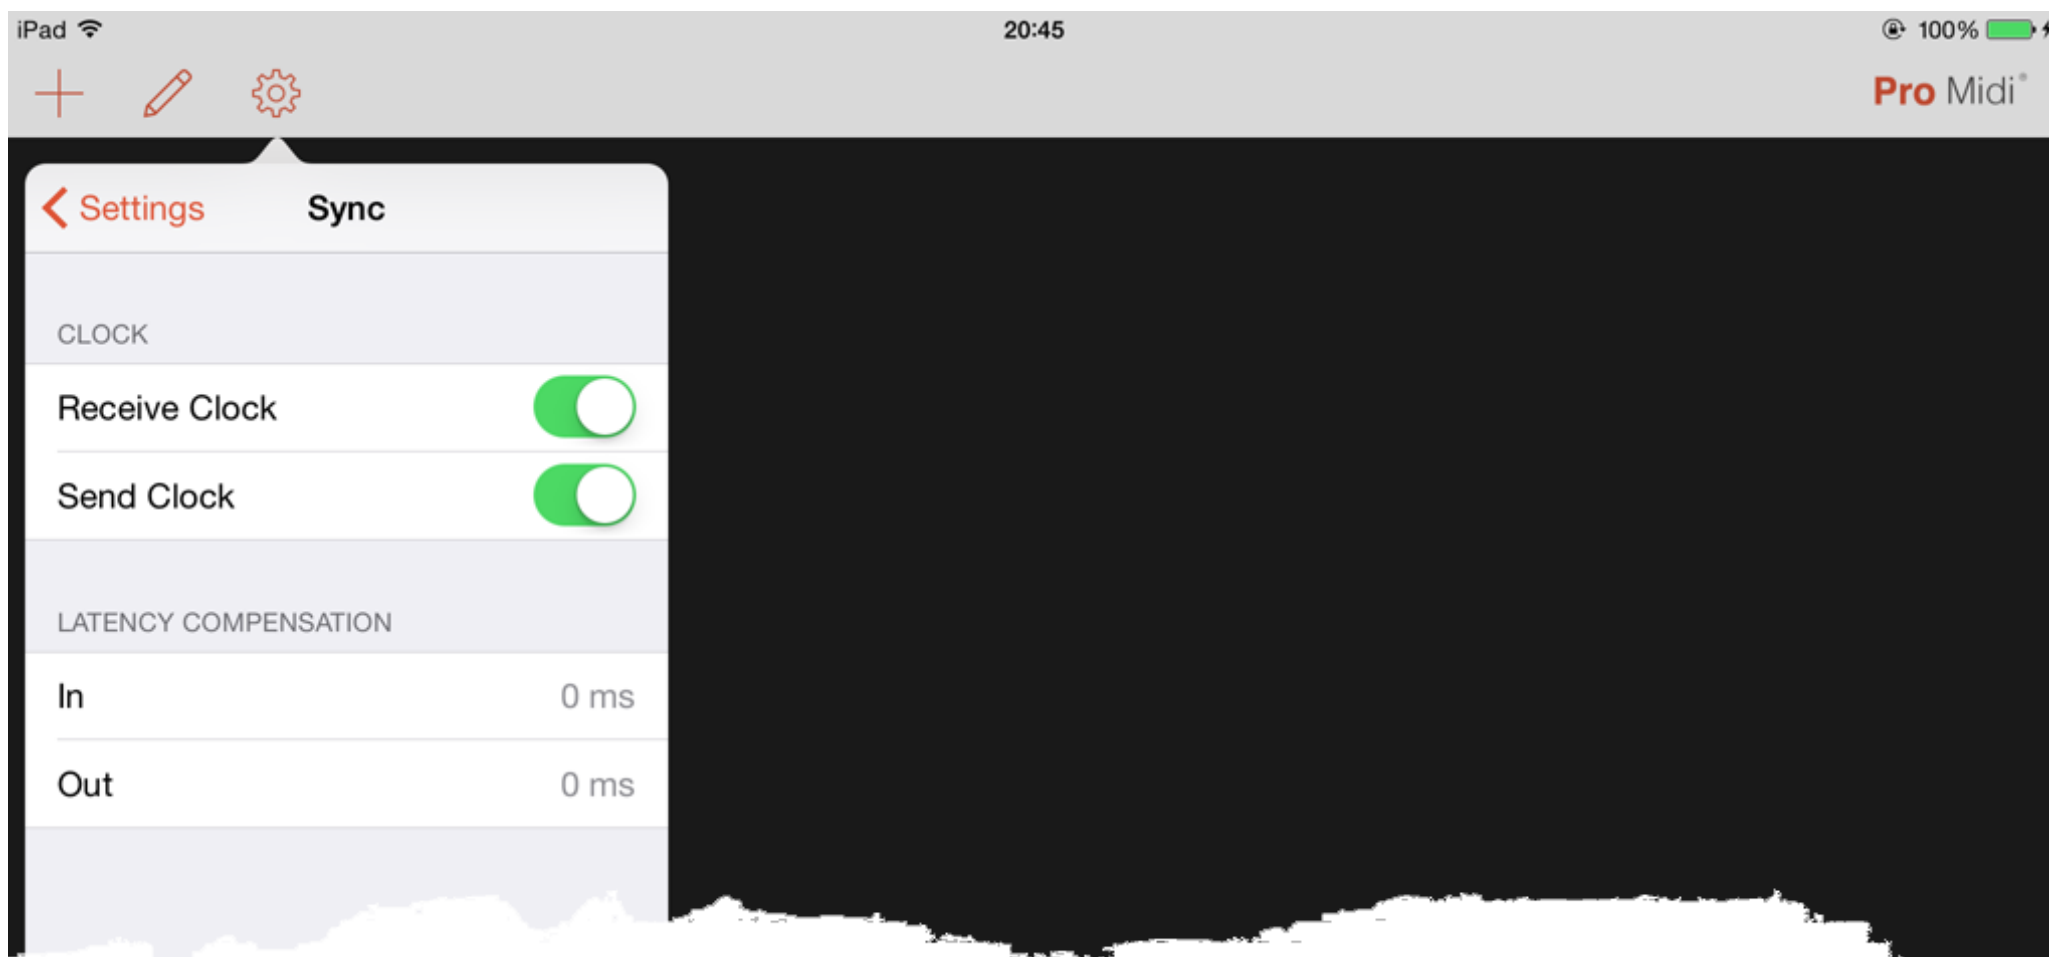 iPad 20:45 100%
Pro Midi®
Settings Sync
CLOCK
Receive Clock
Send Clock
LATENCY COMPENSATION
In 0 ms
Out 0 ms